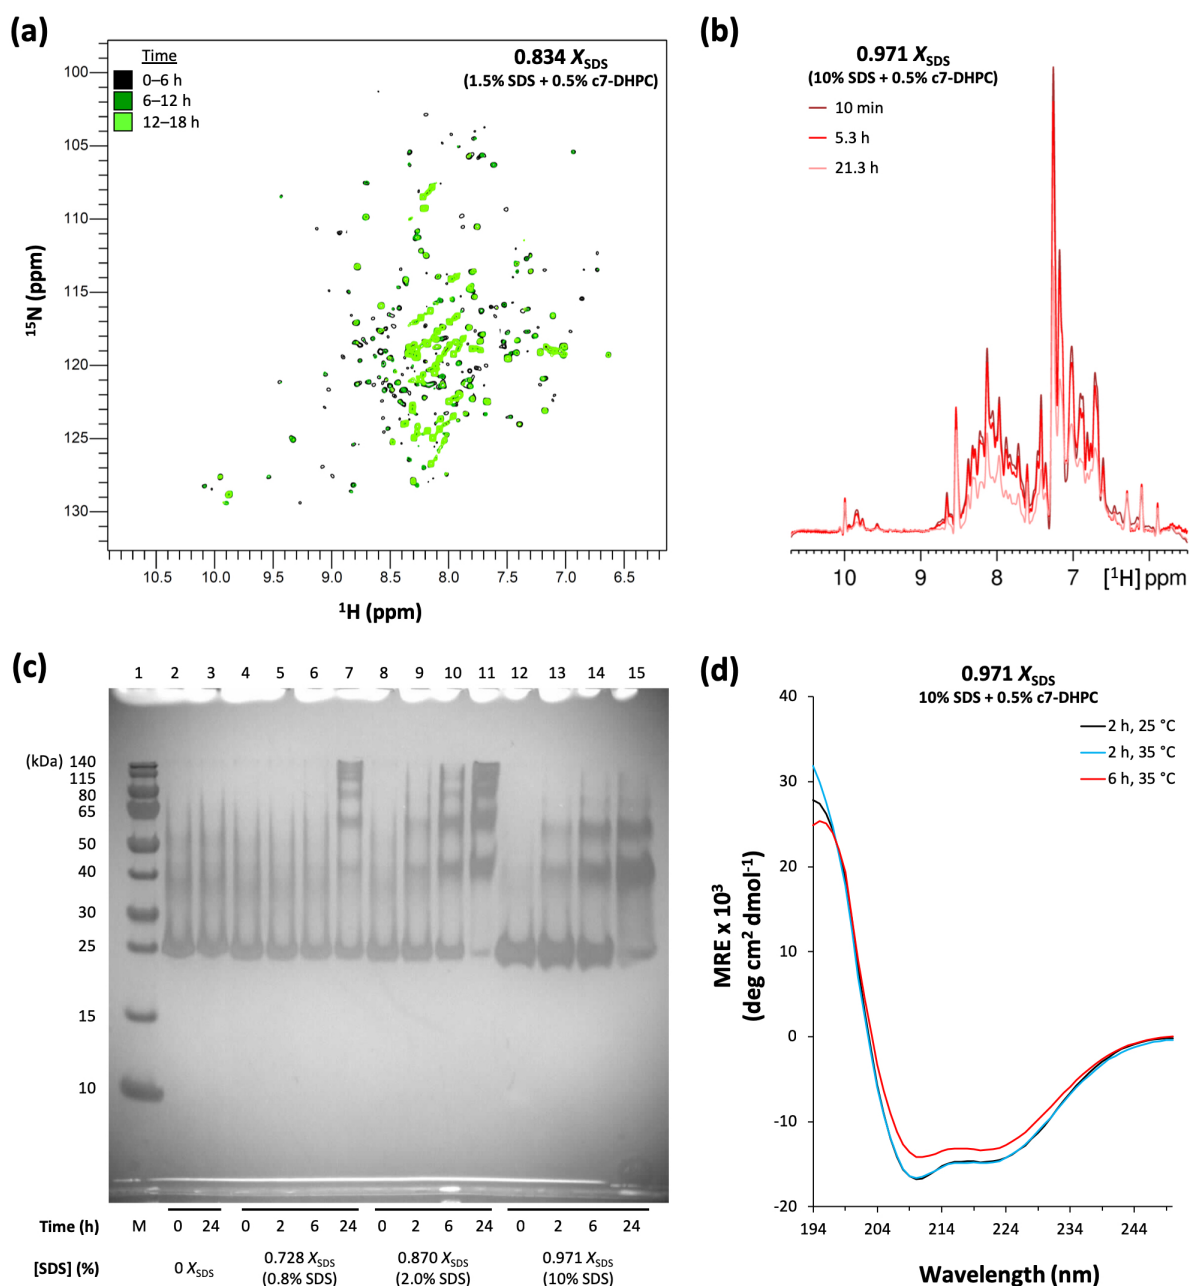 (a)
Time
0–6 h
6–12 h
12–18 h
0.834 XSDS
(1.5% SDS + 0.5% c7-DHPC)
100
105
110
115
120
125
130
15N (ppm)
10.5 10.0 9.5 9.0 8.5 8.0 7.5 7.0 6.5
1H (ppm)
(b)
0.971 XSDS
(10% SDS + 0.5% c7-DHPC)
10 min
5.3 h
21.3 h
10 9 8 7 [1H] ppm
(c)
1 2 3 4 5 6 7 8 9 10 11 12 13 14 15
(kDa) 140
115
80
65
50
40
30
25
15
10
Time (h) M 0 24 0 2 6 24 0 2 6 24 0 2 6 24
[SDS] (%) 0 XSDS 0.728 XSDS 0.870 XSDS 0.971 XSDS
(0.8% SDS) (2.0% SDS) (10% SDS)
(d)
0.971 XSDS
10% SDS + 0.5% c7-DHPC
2 h, 25 °C
2 h, 35 °C
6 h, 35 °C
40
30
20
10
0
-10
-20
MRE x 10³
(deg cm² dmol⁻¹)
194 204 214 224 234 244
Wavelength (nm)